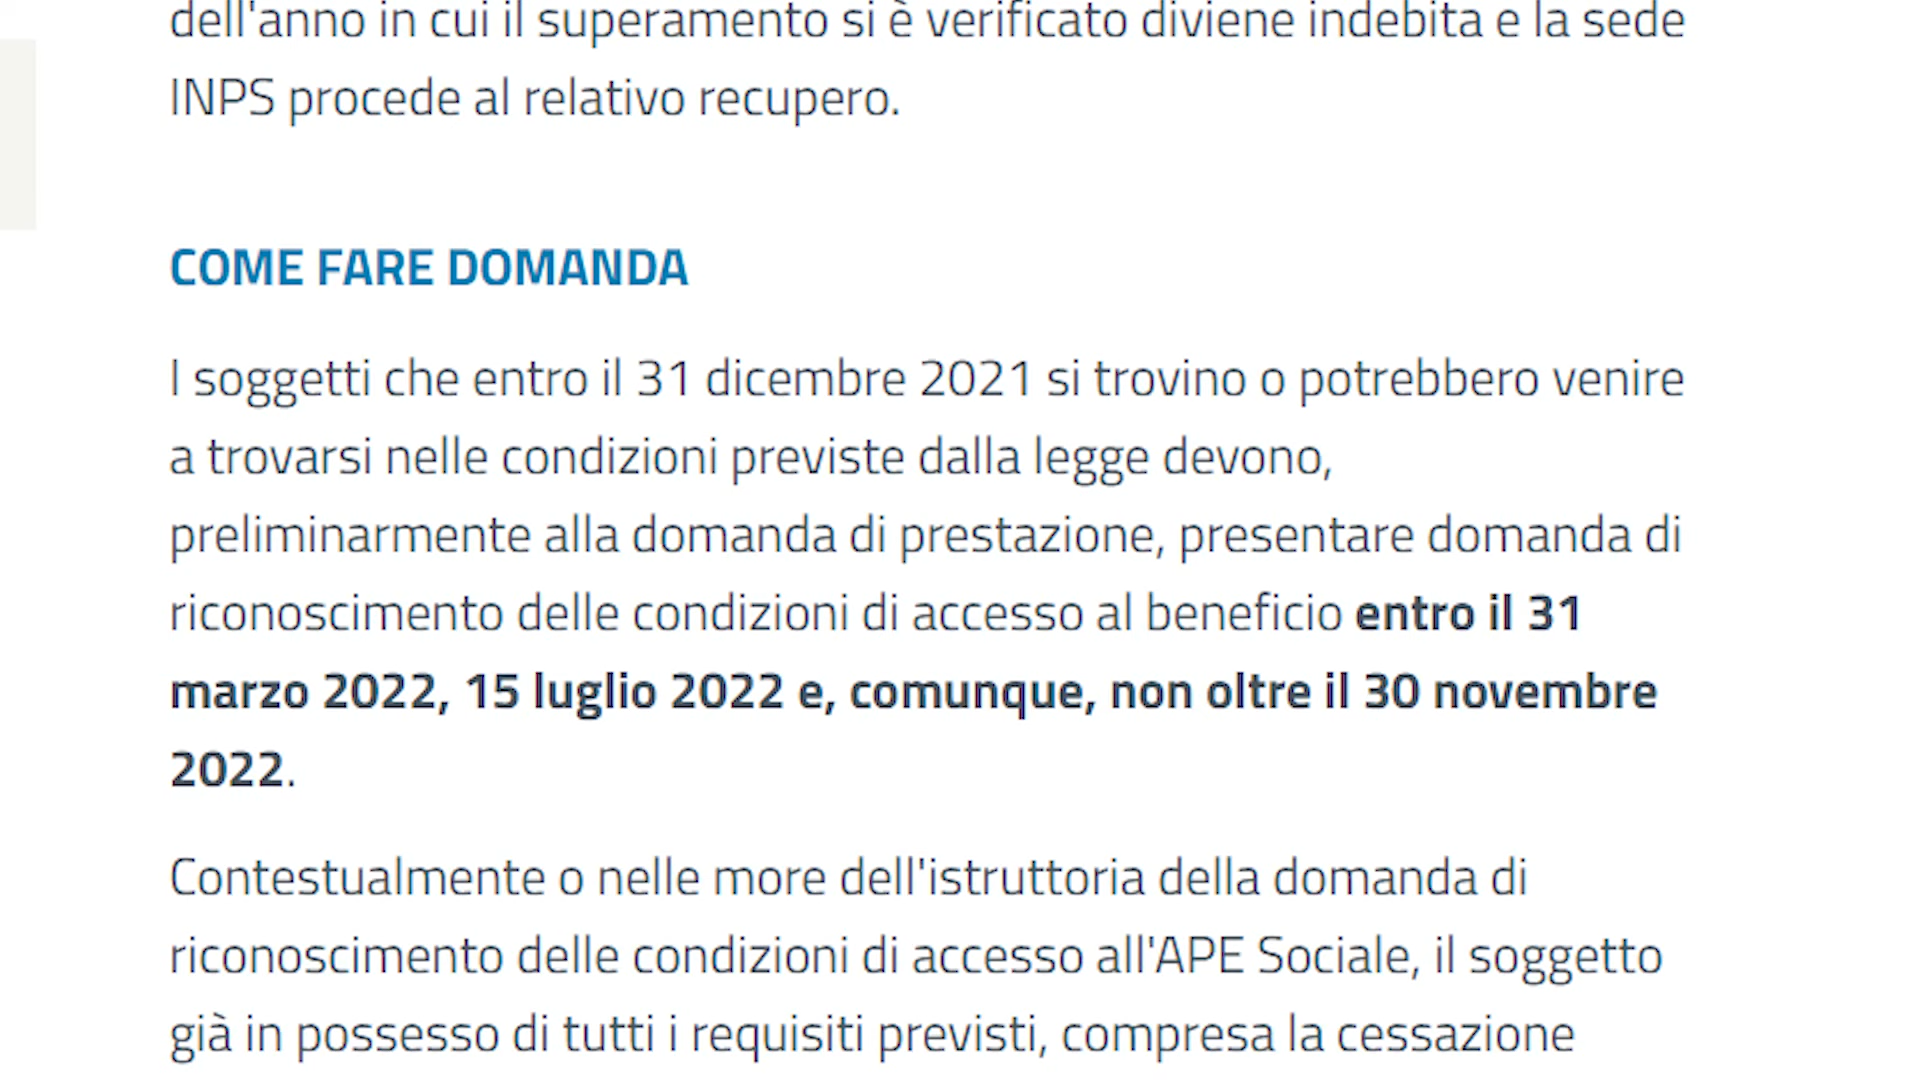 dell'anno in cui il superamento si è verificato diviene indebita e la sede
INPS procede al relativo recupero.
COME FARE DOMANDA
I soggetti che entro il 31 dicembre 2021 si trovino o potrebbero venire
a trovarsi nelle condizioni previste dalla legge devono,
preliminarmente alla domanda di prestazione, presentare domanda di
riconoscimento delle condizioni di accesso al beneficio entro il 31
marzo 2022, 15 luglio 2022 e, comunque, non oltre il 30 novembre
2022.
Contestualmente o nelle more dell'istruttoria della domanda di
riconoscimento delle condizioni di accesso all'APE Sociale, il soggetto
già in possesso di tutti i requisiti previsti, compresa la cessazione